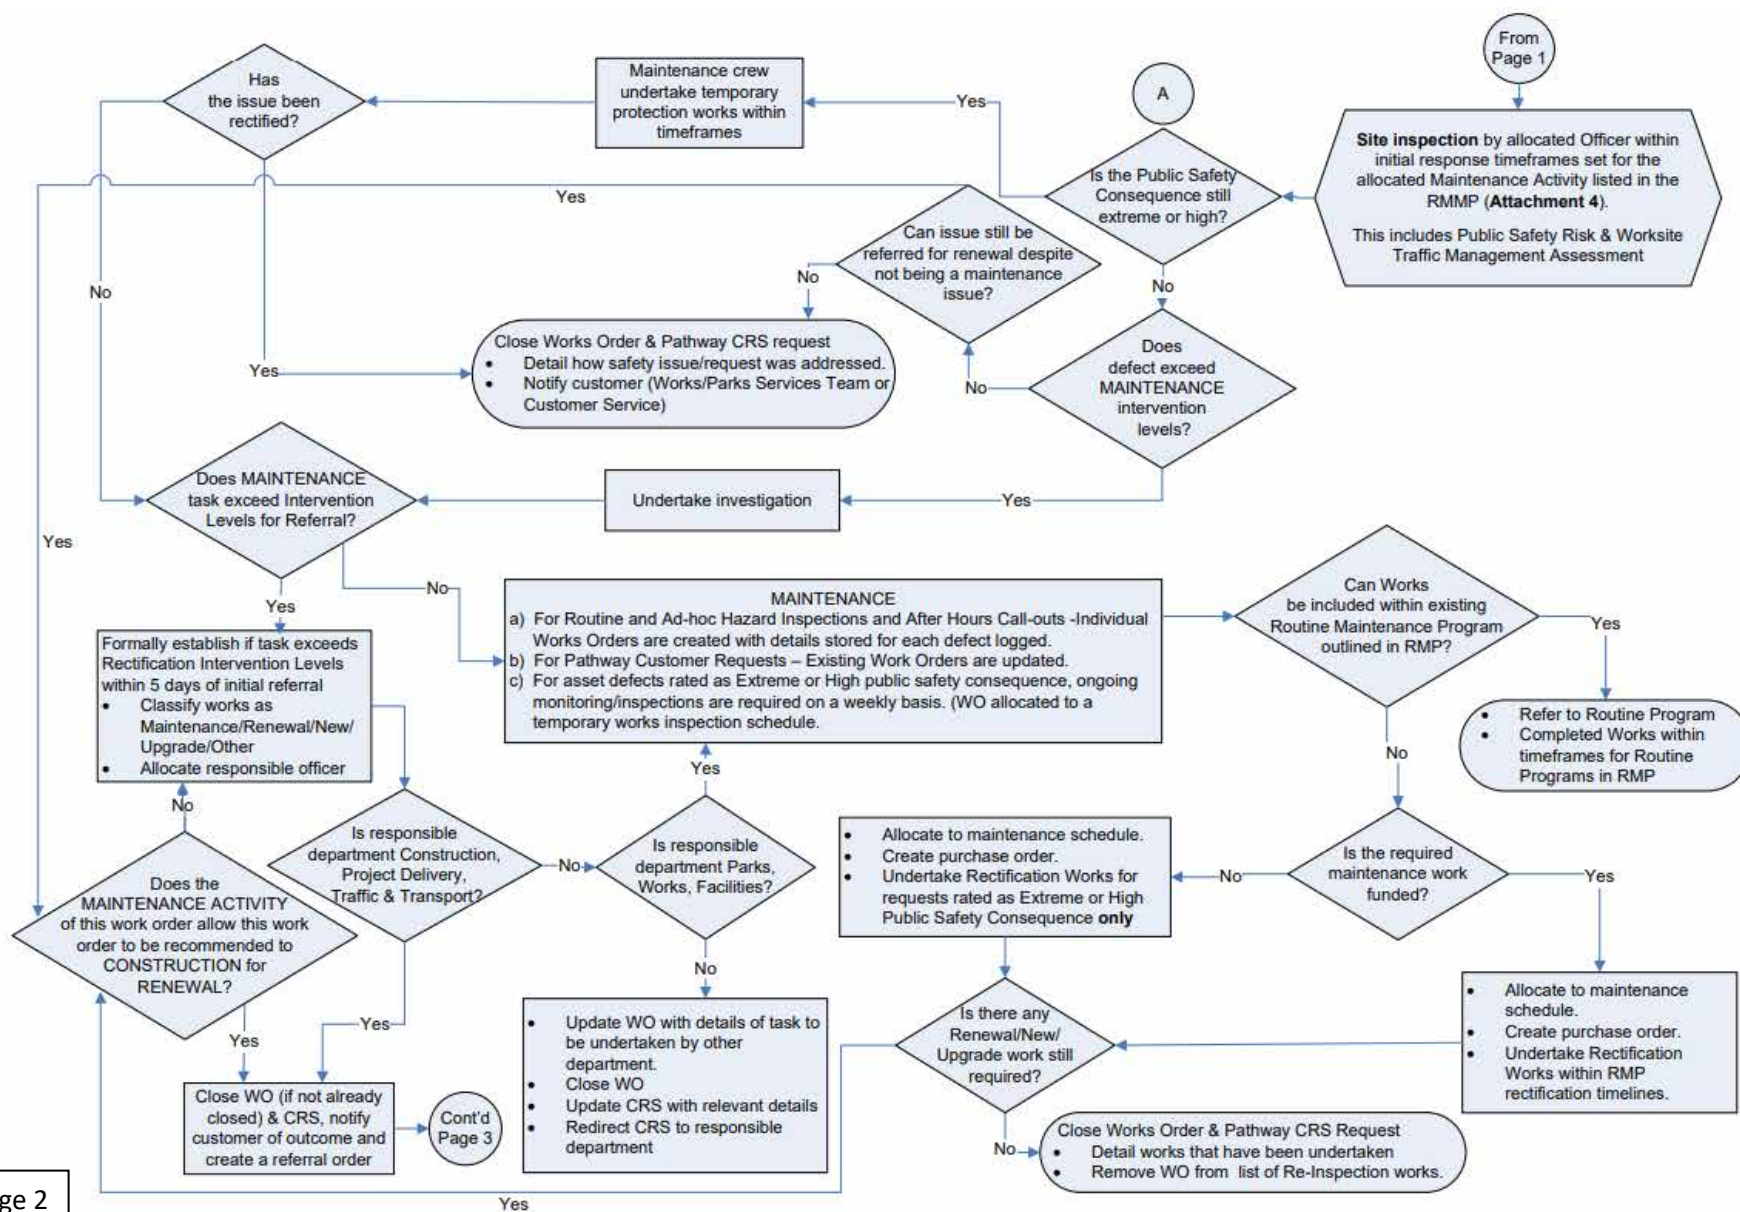 From
Page 1
A
Has
the issue been
rectified?
Maintenance crew
undertake temporary
protection works within
timeframes
Yes
Is the Public Safety
Consequence still
extreme or high?
Site inspection by allocated Officer within
initial response timeframes set for the
allocated Maintenance Activity listed in the
RMMP (Attachment 4).
This includes Public Safety Risk & Worksite
Traffic Management Assessment
Yes
Can issue still be
referred for renewal despite
not being a maintenance
issue?
No
No
No
Close Works Order & Pathway CRS request
• Detail how safety issue/request was addressed.
• Notify customer (Works/Parks Services Team or
Customer Service)
Yes
Does
defect exceed
MAINTENANCE
intervention
levels?
No
Does MAINTENANCE
task exceed Intervention
Levels for Referral?
Undertake investigation
Yes
Yes
No
Yes
MAINTENANCE
a) For Routine and Ad-hoc Hazard Inspections and After Hours Call-outs -Individual
Works Orders are created with details stored for each defect logged.
b) For Pathway Customer Requests – Existing Work Orders are updated.
c) For asset defects rated as Extreme or High public safety consequence, ongoing
monitoring/inspections are required on a weekly basis. (WO allocated to a
temporary works inspection schedule.
Can Works
be included within existing
Routine Maintenance Program
outlined in RMP?
Yes
Formally establish if task exceeds
Rectification Intervention Levels
within 5 days of initial referral
• Classify works as
Maintenance/Renewal/New/
Upgrade/Other
• Allocate responsible officer
• Refer to Routine Program
• Completed Works within
timeframes for Routine
Programs in RMP
No
Yes
No
Is responsible
department Construction,
Project Delivery,
Traffic & Transport?
No
Is responsible
department Parks,
Works, Facilities?
• Allocate to maintenance schedule.
• Create purchase order.
• Undertake Rectification Works for
requests rated as Extreme or High
Public Safety Consequence only
No
Is the required
maintenance work
funded?
Yes
Does the
MAINTENANCE ACTIVITY
of this work order allow this work
order to be recommended to
CONSTRUCTION for
RENEWAL?
No
Yes
Yes
• Update WO with details of task to
be undertaken by other
department.
• Close WO
• Update CRS with relevant details
• Redirect CRS to responsible
department
Is there any
Renewal/New/
Upgrade work still
required?
• Allocate to maintenance
schedule.
• Create purchase order.
• Undertake Rectification
Works within RMP
rectification timelines.
Close WO (if not already
closed) & CRS, notify
customer of outcome and
create a referral order
Cont'd
Page 3
No
Close Works Order & Pathway CRS Request
• Detail works that have been undertaken
• Remove WO from list of Re-Inspection works.
Yes
ge 2